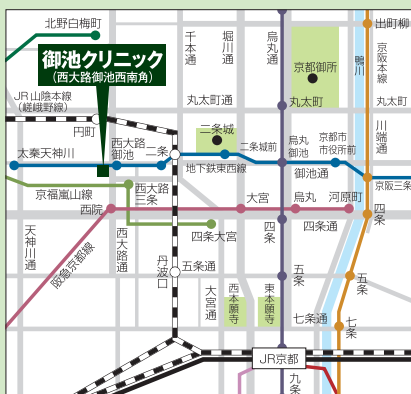 北野白梅町
御池クリニック
(西大路御池西南角)
千本通
堀川通
烏丸通
京都御所
鴨川
京阪本線
出町柳
JR山陰本線
(嵯峨野線)
円町
丸太町通
丸太町
丸太町
川端通
太秦天神川
西大路
御池
二条
二条城
二条城前
地下鉄東西線
烏丸
御池
京都市
市役所前
御池通
京阪三条
京福嵐山線
西大路
三条
西院
四条大宮
大宮
烏丸
河原町
四条
四条通
四条
天神川通
阪急京都線
西大路通
丹波口
五条通
大宮通
西本願寺
東本願寺
五条
五条
七条通
七条
JR京都
九条